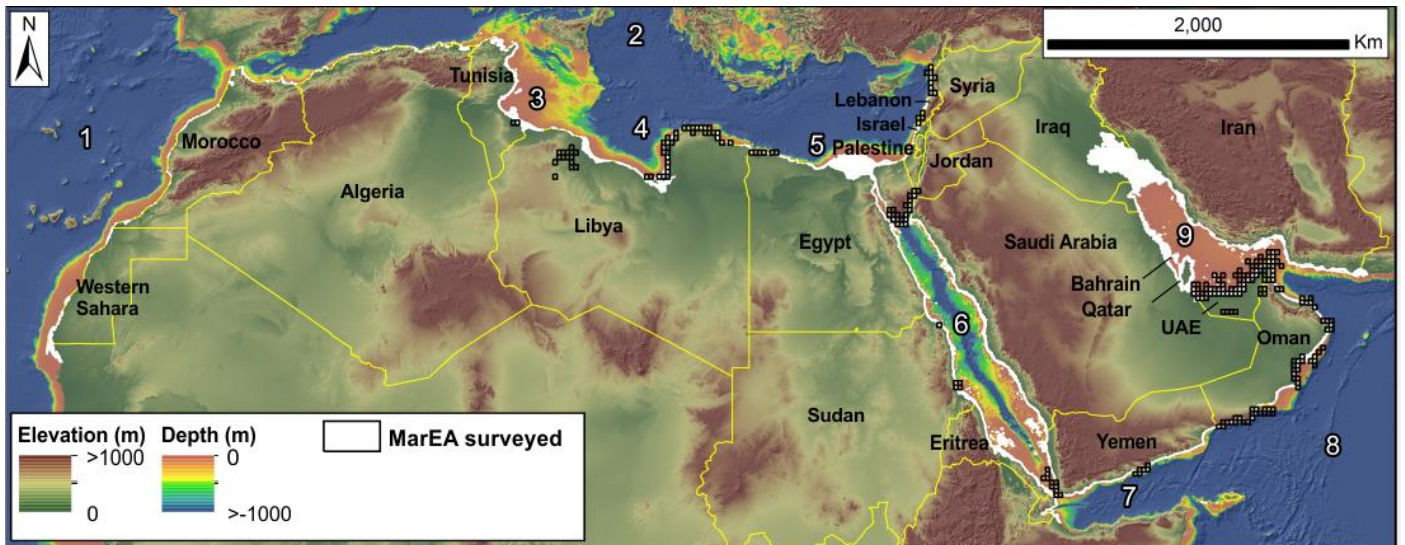 N
2,000
Km
1
2
3
4
5
6
7
8
9
Tunisia
Morocco
Algeria
Libya
Egypt
Western
Sahara
Sudan
Eritrea
Syria
Lebanon
Israel
Palestine
Jordan
Iraq
Iran
Saudi Arabia
Bahrain
Qatar
UAE
Oman
Yemen
Elevation (m)
>1000
0
Depth (m)
0
>-1000
MarEA surveyed